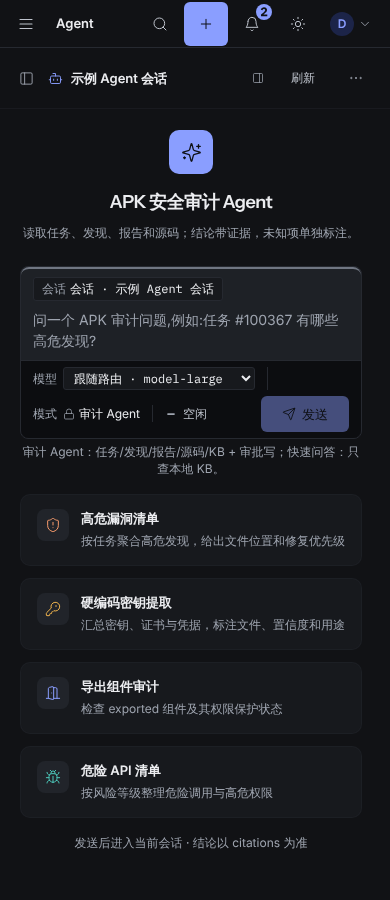 Agent
2
D
示例 Agent 会话
刷新
APK 安全审计 Agent
读取任务、发现、报告和源码；结论带证据，未知项单独标注。
会话 会话 · 示例 Agent 会话
问一个 APK 审计问题,例如:任务 #100367 有哪些
高危发现?
模型 跟随路由 · model-large
模式 审计 Agent 空闲 发送
审计 Agent：任务/发现/报告/源码/KB + 审批写；快速问答：只
查本地 KB。
高危漏洞清单
按任务聚合高危发现，给出文件位置和修复优先级
硬编码密钥提取
汇总密钥、证书与凭据，标注文件、置信度和用途
导出组件审计
检查 exported 组件及其权限保护状态
危险 API 清单
按风险等级整理危险调用与高危权限
发送后进入当前会话 · 结论以 citations 为准